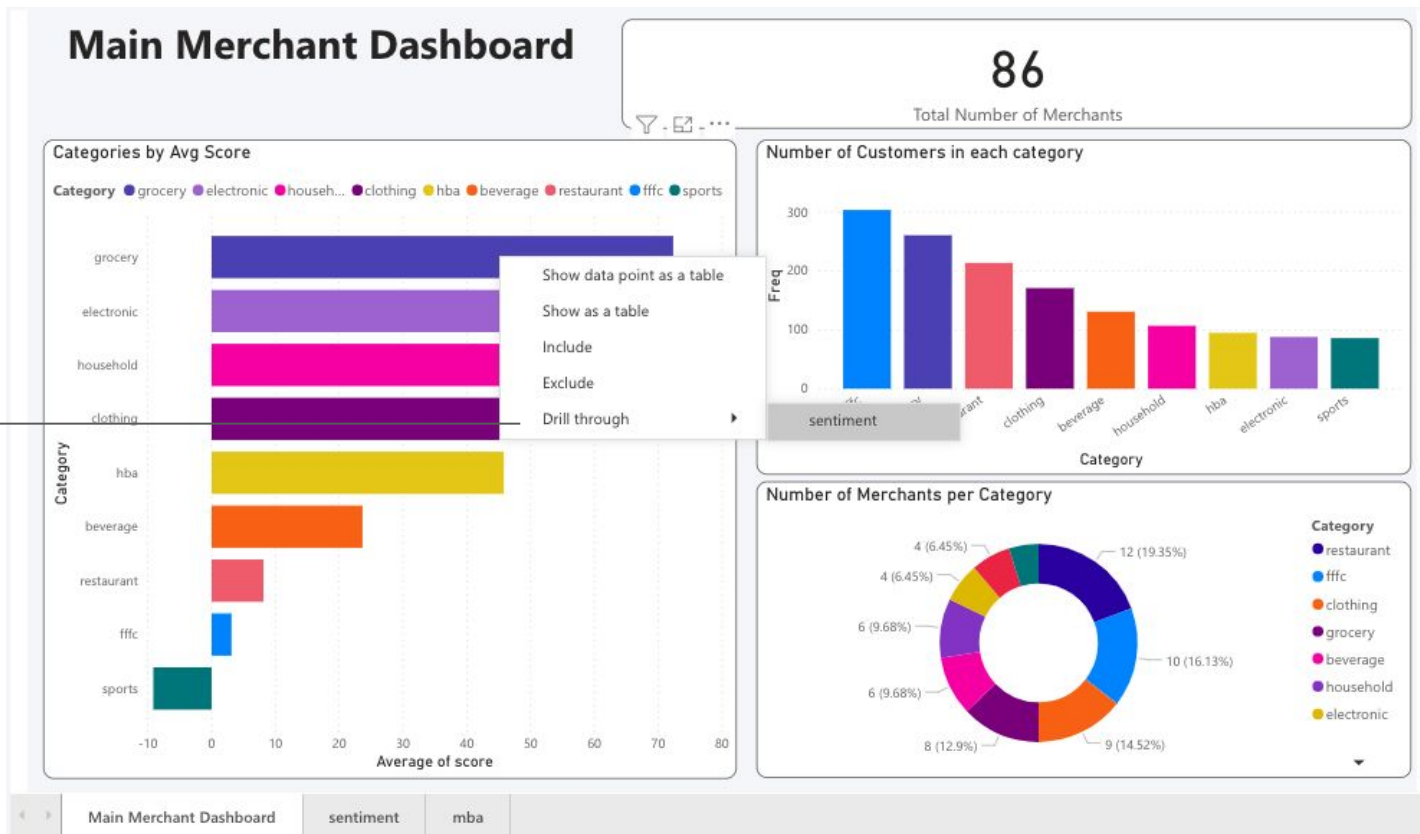 Main Merchant Dashboard
86
Total Number of Merchants
Categories by Avg Score
Category grocery electronic househ... clothing hba beverage restaurant fffc sports
grocery
electronic
household
clothing
hba
beverage
restaurant
fffc
sports
Category
-10 0 10 20 30 40 50 60 70 80
Average of score
Show data point as a table
Show as a table
Include
Exclude
Drill through
sentiment
Number of Customers in each category
300
200
100
0
Freq
clothing beverage household hba electronic sports
Category
Number of Merchants per Category
4 (6.45%)
12 (19.35%)
4 (6.45%)
6 (9.68%)
10 (16.13%)
6 (9.68%)
8 (12.9%)
9 (14.52%)
Category
restaurant
fffc
clothing
grocery
beverage
household
electronic
Main Merchant Dashboard sentiment mba